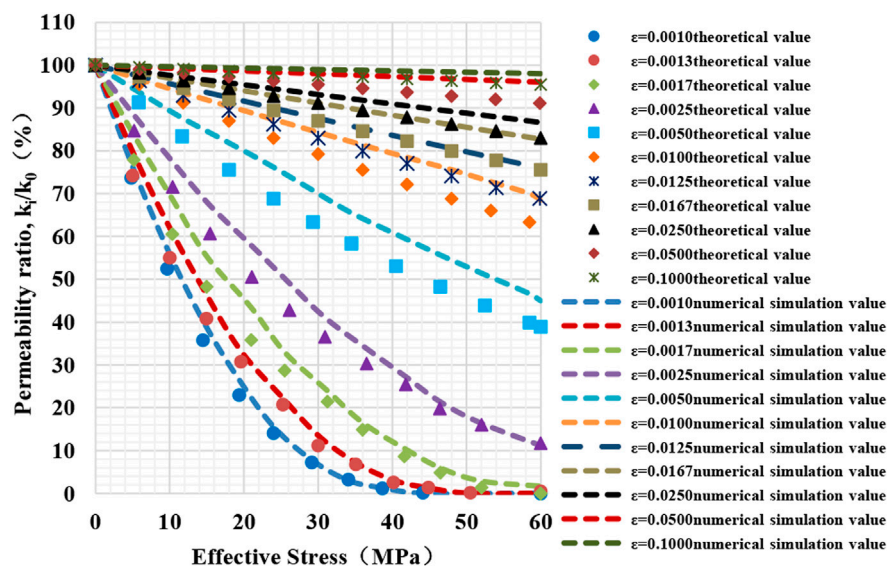 110
100
90
80
70
60
50
40
30
20
10
0
0 10 20 30 40 50 60
Permeability ratio, ki/k0 （%）
Effective Stress（MPa）
ε=0.0010theoretical value
ε=0.0013theoretical value
ε=0.0017theoretical value
ε=0.0025theoretical value
ε=0.0050theoretical value
ε=0.0100theoretical value
ε=0.0125theoretical value
ε=0.0167theoretical value
ε=0.0250theoretical value
ε=0.0500theoretical value
ε=0.1000theoretical value
ε=0.0010numerical simulation value
ε=0.0013numerical simulation value
ε=0.0017numerical simulation value
ε=0.0025numerical simulation value
ε=0.0050numerical simulation value
ε=0.0100numerical simulation value
ε=0.0125numerical simulation value
ε=0.0167numerical simulation value
ε=0.0250numerical simulation value
ε=0.0500numerical simulation value
ε=0.1000numerical simulation value